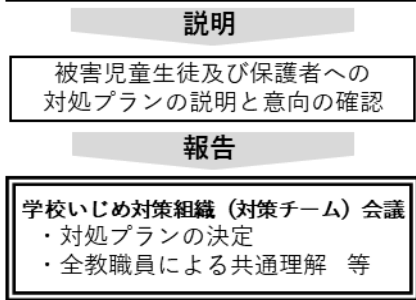 説明
被害児童生徒及び保護者への
対処プランの説明と意向の確認
報告
学校いじめ対策組織（対策チーム）会議
・対処プランの決定
・全教職員による共通理解　等